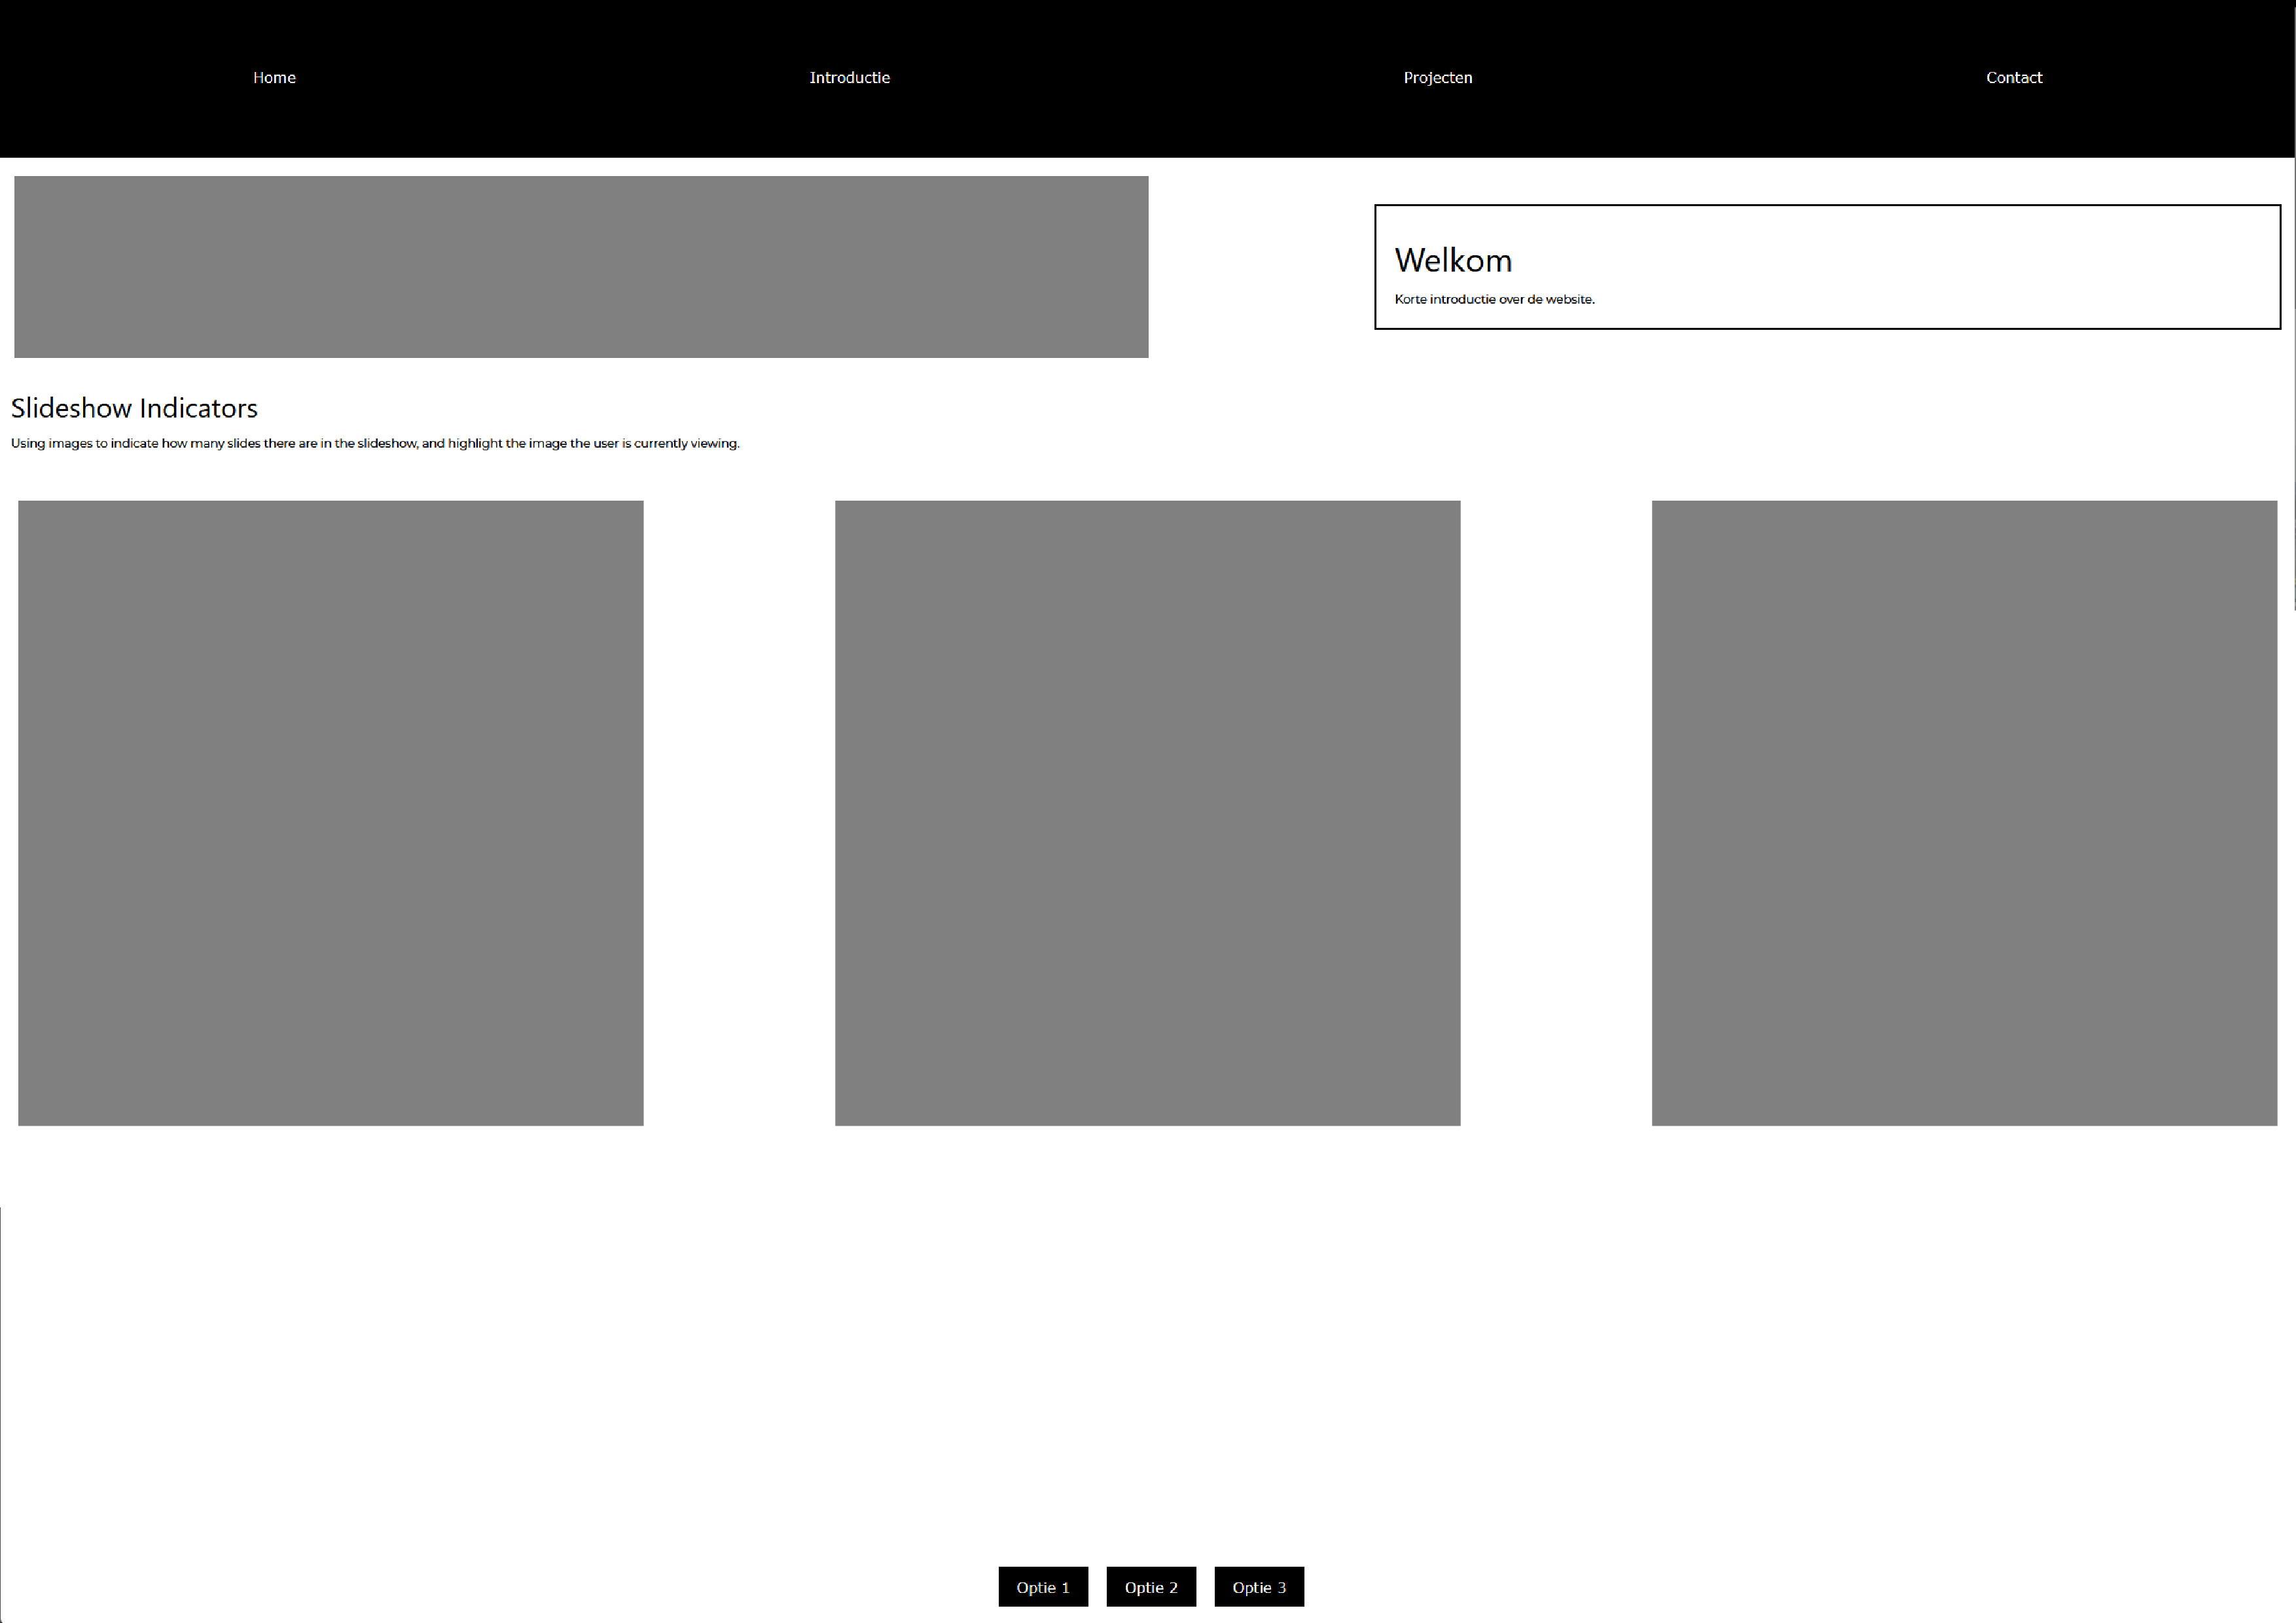 Home Introductie Projecten Contact
Welkom
Korte introductie over de website.
Slideshow Indicators
Using images to indicate how many slides there are in the slideshow, and highlight the image the user is currently viewing.
Optie 1 Optie 2 Optie 3